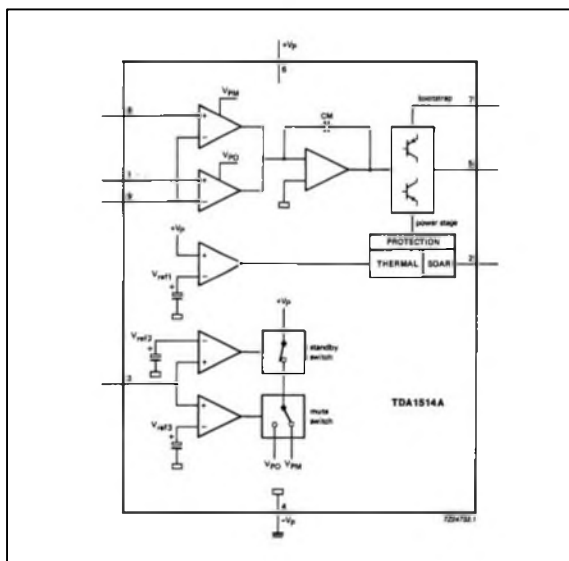 +Vp
6
8
VPM
+
−
CM
bootstrap
7
1
VPO
+
−
9
5
power stage
PROTECTION
THERMAL
SOAR
2
+Vp
+
−
Vref1
+
+Vp
Vref2
+
−
+
standby
switch
3
+
−
Vref3
+
mute
switch
VPO
VPM
TDA1514A
4
−Vp